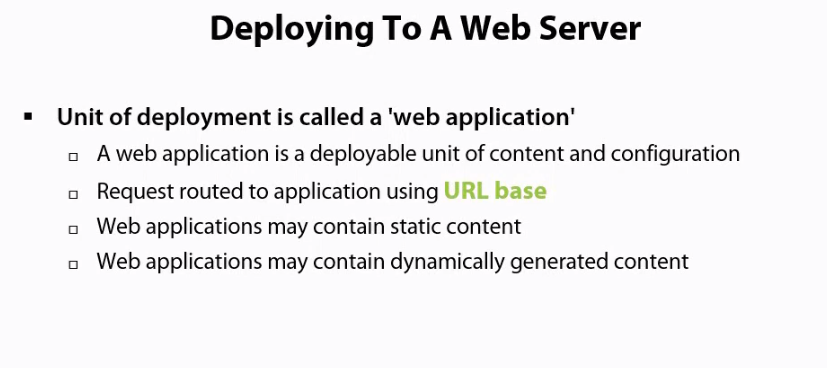 Deploying To A Web Server
▪ Unit of deployment is called a 'web application'
▫ A web application is a deployable unit of content and configuration
▫ Request routed to application using URL base
▫ Web applications may contain static content
▫ Web applications may contain dynamically generated content